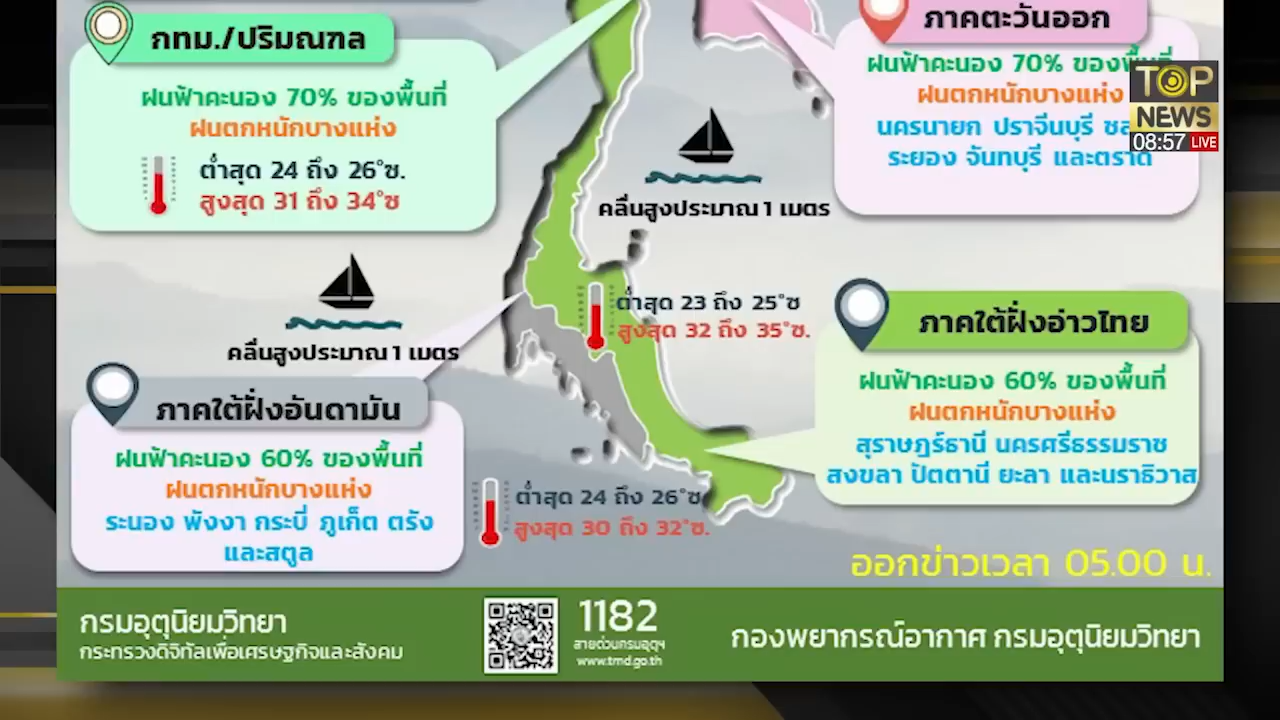 กทม./ปริมณฑล
ฝนฟ้าคะนอง 70% ของพื้นที่
ฝนตกหนักบางแห่ง
ต่ำสุด 24 ถึง 26°ซ.
สูงสุด 31 ถึง 34°ซ
ภาคตะวันออก
ฝนฟ้าคะนอง 70% ของพื้นที่
ฝนตกหนักบางแห่ง
นครนายก ปราจีนบุรี
ระยอง จันทบุรี และตราด
TOP
NEWS
08:57 LIVE
คลื่นสูงประมาณ 1 เมตร
คลื่นสูงประมาณ 1 เมตร
ต่ำสุด 23 ถึง 25°ซ
สูงสุด 32 ถึง 35°ซ.
ภาคใต้ฝั่งอ่าวไทย
ฝนฟ้าคะนอง 60% ของพื้นที่
ฝนตกหนักบางแห่ง
สุราษฎร์ธานี นครศรีธรรมราช
สงขลา ปัตตานี ยะลา และนราธิวาส
ภาคใต้ฝั่งอันดามัน
ฝนฟ้าคะนอง 60% ของพื้นที่
ฝนตกหนักบางแห่ง
ระนอง พังงา กระบี่ ภูเก็ต ตรัง
และสตูล
ต่ำสุด 24 ถึง 26°ซ
สูงสุด 30 ถึง 32°ซ.
ออกข่าวเวลา 05.00 น.
กรมอุตุนิยมวิทยา
กระทรวงดิจิทัลเพื่อเศรษฐกิจและสังคม
1182
สายด่วนกรมอุตุฯ
www.tmd.go.th
กองพยากรณ์อากาศ กรมอุตุนิยมวิทยา